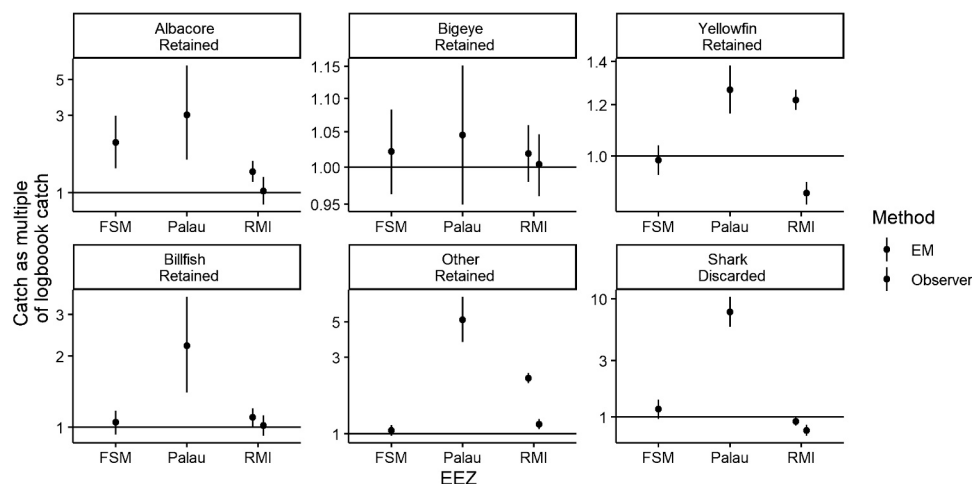 Albacore
Retained
Bigeye
Retained
Yellowfin
Retained
5
3
1
1.15
1.10
1.05
1.00
0.95
1.4
1.2
1.0
FSM Palau RMI
FSM Palau RMI
FSM Palau RMI
Billfish
Retained
Other
Retained
Shark
Discarded
3
2
1
5
3
1
10
3
1
FSM Palau RMI
FSM Palau RMI
FSM Palau RMI
Catch as multiple
of logboook catch
EEZ
Method
EM
Observer